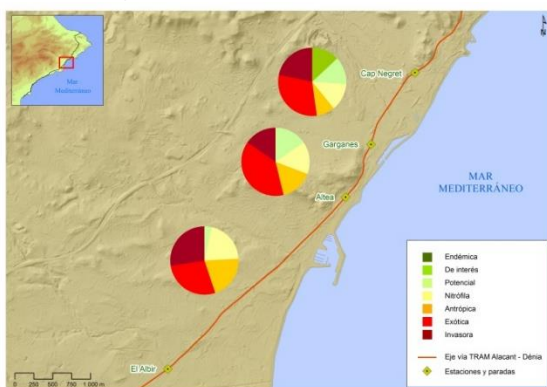 Mar
Mediterráneo
Cap Negret
Garganes
Altea
MAR
MEDITERRÁNEO
El Albir
Endémica
De interés
Potencial
Nitrófila
Antrópica
Exótica
Invasora
Eje vía TRAM Alacant - Dénia
Estaciones y paradas
0 250 500 1.000 m